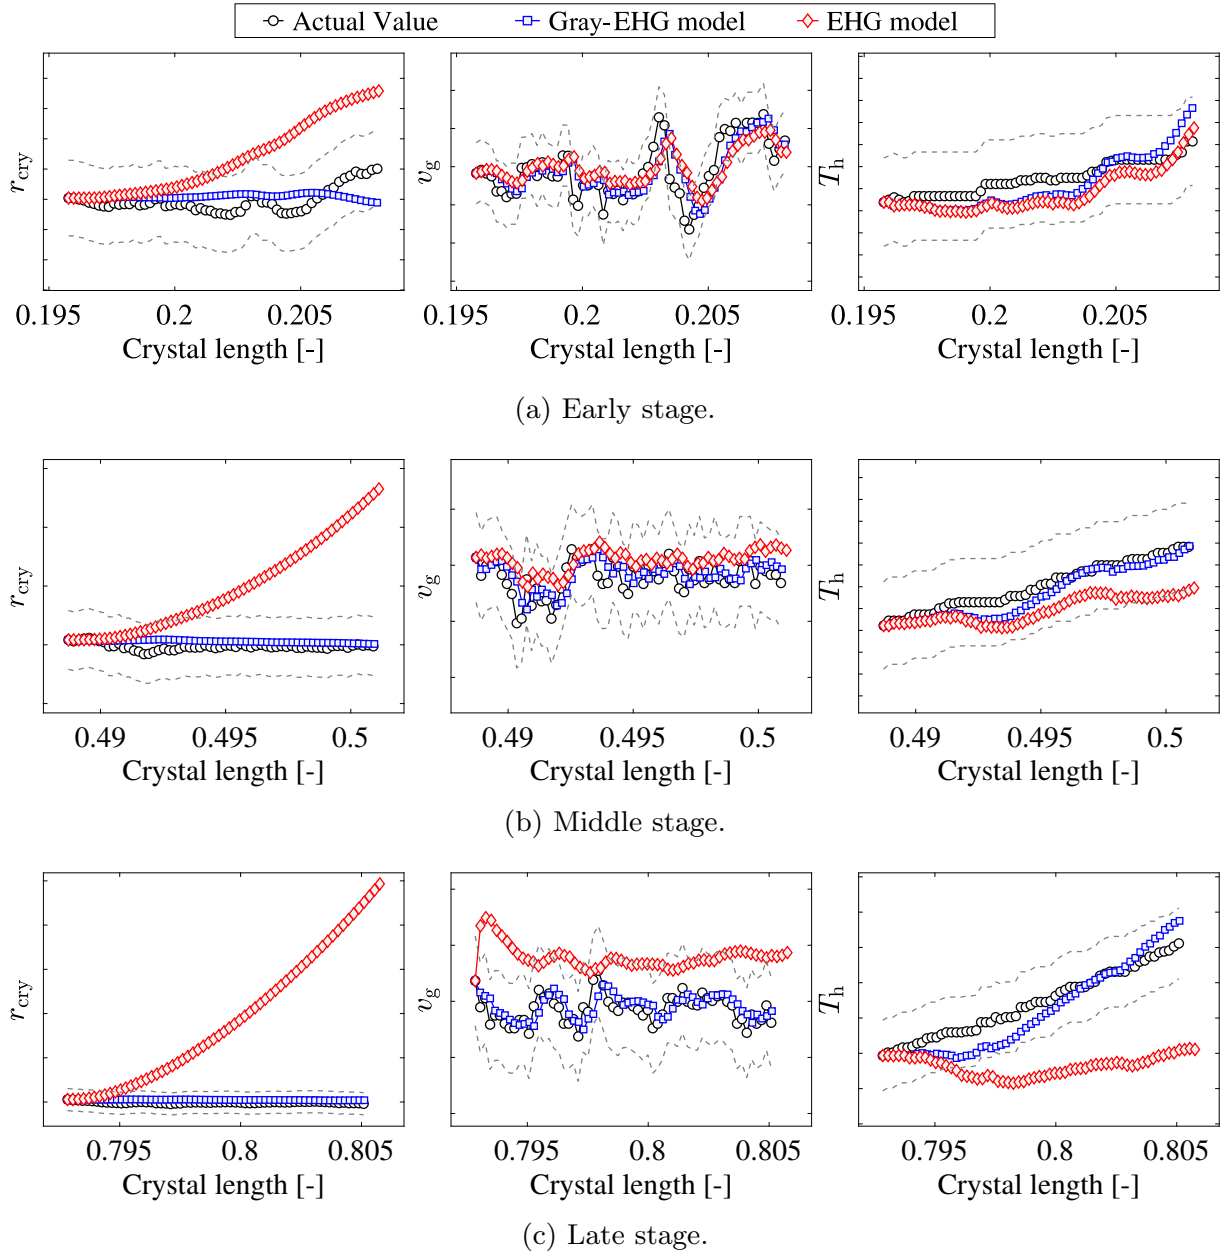 Actual Value Gray-EHG model EHG model
r_cry v_g T_h
0.195 0.2 0.205 0.195 0.2 0.205 0.195 0.2 0.205
Crystal length [-] Crystal length [-] Crystal length [-]
(a) Early stage.
r_cry v_g T_h
0.49 0.495 0.5 0.49 0.495 0.5 0.49 0.495 0.5
Crystal length [-] Crystal length [-] Crystal length [-]
(b) Middle stage.
r_cry v_g T_h
0.795 0.8 0.805 0.795 0.8 0.805 0.795 0.8 0.805
Crystal length [-] Crystal length [-] Crystal length [-]
(c) Late stage.